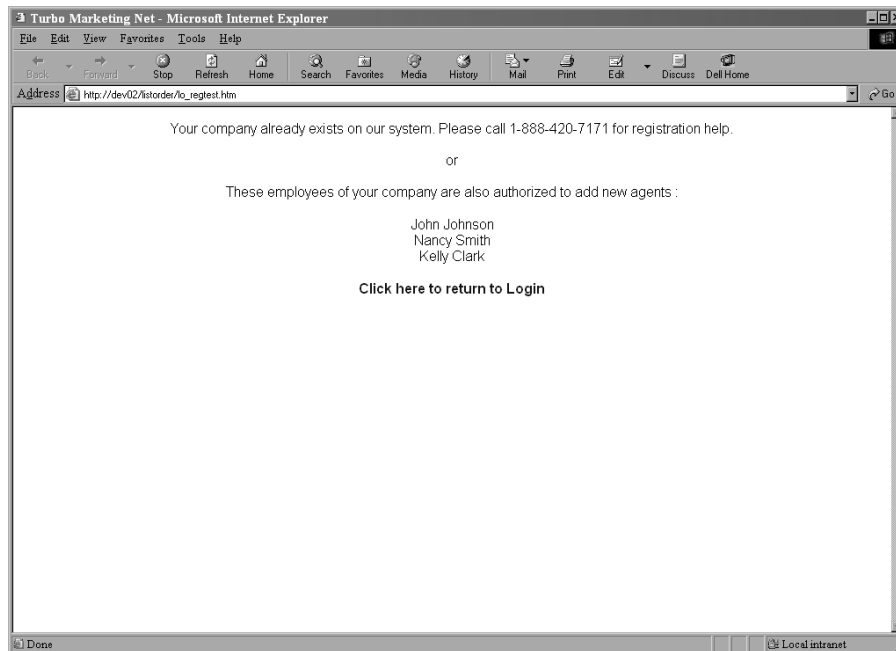 Turbo Marketing Net - Microsoft Internet Explorer
File Edit View Favorites Tools Help
Back Forward Stop Refresh Home Search Favorites Media History Mail Print Edit Discuss Dell Home
Address http://dev02/listorder/lo_regtest.htm Go
Your company already exists on our system. Please call 1-888-420-7171 for registration help.
or
These employees of your company are also authorized to add new agents :
John Johnson
Nancy Smith
Kelly Clark
Click here to return to Login
Done Local intranet